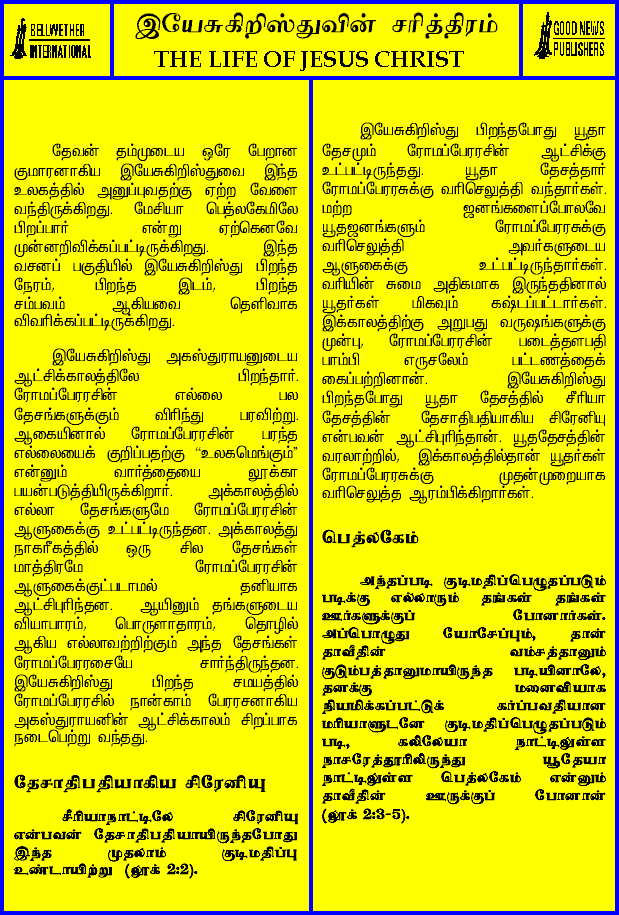 BELLWETHER
INTERNATIONAL
இயேசுகிறிஸ்துவின் சரித்திரம்
THE LIFE OF JESUS CHRIST
GOOD NEWS
PUBLISHERS
தேவன் தம்முடைய ஒரே பேறான
குமாரனாகிய இயேசுகிறிஸ்துவை இந்த
உலகத்தில் அனுப்புவதற்கு ஏற்ற வேளை
வந்திருக்கிறது. மேசியா பெத்லகேமிலே
பிறப்பார் என்று ஏற்கெனவே
முன்னறிவிக்கப்பட்டிருக்கிறது. இந்த
வசனப் பகுதியில் இயேசுகிறிஸ்து பிறந்த
நேரம், பிறந்த இடம், பிறந்த
சம்பவம் ஆகியவை தெளிவாக
விவரிக்கப்பட்டிருக்கிறது.
இயேசுகிறிஸ்து அகஸ்துராயனுடைய
ஆட்சிக்காலத்திலே பிறந்தார்.
ரோமப்பேரரசின் எல்லை பல
தேசங்களுக்கும் விரிந்து பரவிற்று.
ஆகையினால் ரோமப்பேரரசின் பரந்த
எல்லையைக் குறிப்பதற்கு “உலகமெங்கும்”
என்னும் வார்த்தையை லூக்கா
பயன்படுத்தியிருக்கிறார். அக்காலத்தில்
எல்லா தேசங்களுமே ரோமப்பேரரசின்
ஆளுகைக்கு உட்பட்டிருந்தன. அக்காலத்து
நாகரீகத்தில் ஒரு சில தேசங்கள்
மாத்திரமே ரோமப்பேரரசின்
ஆளுகைக்குட்படாமல் தனியாக
ஆட்சிபுரிந்தன. ஆயினும் தங்களுடைய
வியாபாரம், பொருளாதாரம், தொழில்
ஆகிய எல்லாவற்றிற்கும் அந்த தேசங்கள்
ரோமப்பேரரசையே சார்ந்திருந்தன.
இயேசுகிறிஸ்து பிறந்த சமயத்தில்
ரோமப்பேரரசில் நான்காம் பேரரசனாகிய
அகஸ்துராயனின் ஆட்சிக்காலம் சிறப்பாக
நடைபெற்று வந்தது.
தேசாதிபதியாகிய சிரேனியு
சீரியாநாட்டிலே சிரேனியு
என்பவன் தேசாதிபதியாயிருந்தபோது
இந்த முதலாம் குடிமதிப்பு
உண்டாயிற்று (லூக் 2:2).
இயேசுகிறிஸ்து பிறந்தபோது யூதா
தேசமும் ரோமப்பேரரசின் ஆட்சிக்கு
உட்பட்டிருந்தது. யூதா தேசத்தார்
ரோமப்பேரரசுக்கு வரிசெலுத்தி வந்தார்கள்.
மற்ற ஜனங்களைப்போலவே
யூதஜனங்களும் ரோமப்பேரரசுக்கு
வரிசெலுத்தி அவர்களுடைய
ஆளுகைக்கு உட்பட்டிருந்தார்கள்.
வரியின் சுமை அதிகமாக இருந்ததினால்
யூதர்கள் மிகவும் கஷ்டப்பட்டார்கள்.
இக்காலத்திற்கு அறுபது வருஷங்களுக்கு
முன்பு, ரோமப்பேரரசின் படைத்தளபதி
பாம்பி எருசலேம் பட்டணத்தைக்
கைப்பற்றினான். இயேசுகிறிஸ்து
பிறந்தபோது யூதா தேசத்தில் சீரியா
தேசத்தின் தேசாதிபதியாகிய சிரேனியு
என்பவன் ஆட்சிபுரிந்தான். யூததேசத்தின்
வரலாற்றில், இக்காலத்தில்தான் யூதர்கள்
ரோமப்பேரரசுக்கு முதன்முறையாக
வரிசெலுத்த ஆரம்பிக்கிறார்கள்.
பெத்லகேம்
அந்தப்படி குடிமதிப்பெழுதப்படும்
படிக்கு எல்லாரும் தங்கள் தங்கள்
ஊர்களுக்குப் போனார்கள்.
அப்பொழுது யோசேப்பும், தான்
தாவீதின் வம்சத்தானும்
குடும்பத்தானுமாயிருந்த படியினாலே,
தனக்கு மனைவியாக
நியமிக்கப்பட்டுக் கர்ப்பவதியான
மரியாளுடனே குடிமதிப்பெழுதப்படும்
படி, கலிலேயா நாட்டிலுள்ள
நாசரேத்தூரிலிருந்து யூதேயா
நாட்டிலுள்ள பெத்லகேம் என்னும்
தாவீதின் ஊருக்குப் போனான்
(லூக் 2:3-5).